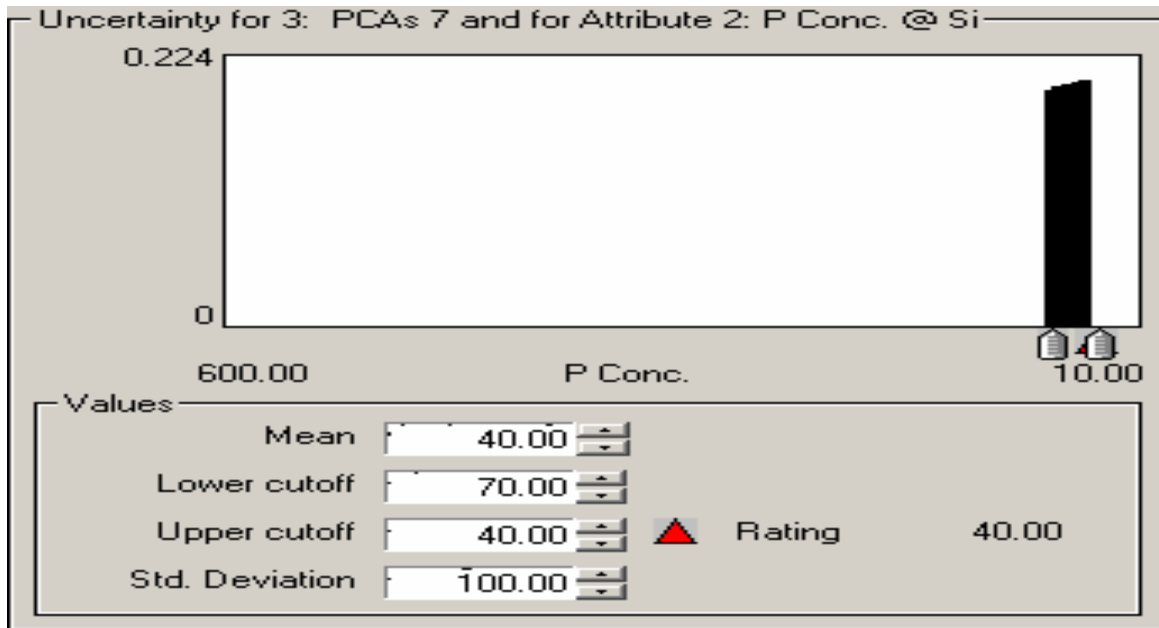 Uncertainty for 3: PCAs 7 and for Attribute 2: P Conc. @ Si
0.224
0
600.00 P Conc. 10.00
Values
Mean 40.00
Lower cutoff 70.00
Upper cutoff 40.00 Rating 40.00
Std. Deviation 100.00